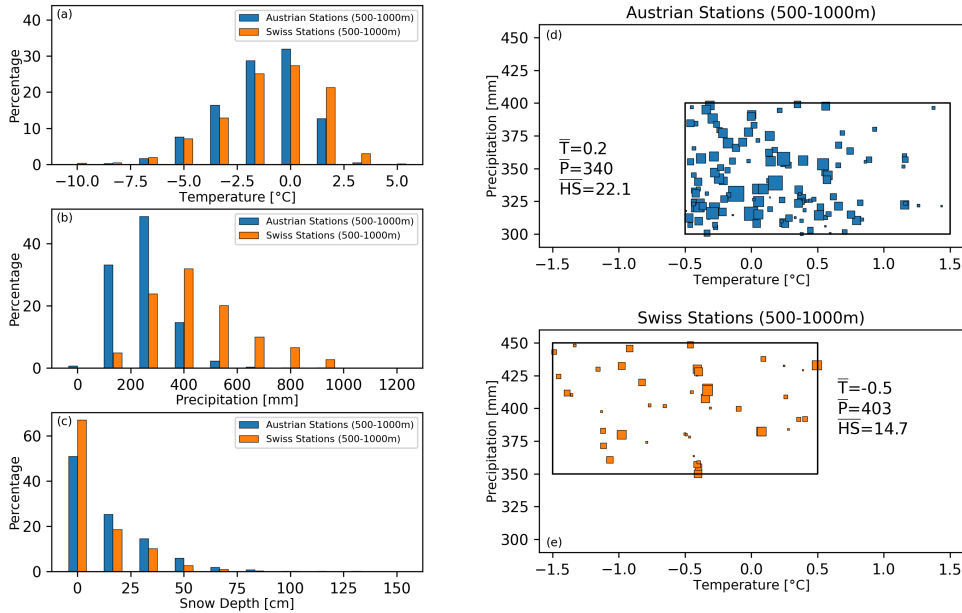 (a)
Austrian Stations (500-1000m)
Swiss Stations (500-1000m)
Percentage
40
30
20
10
0
−10.0
−7.5
−5.0
−2.5
0.0
2.5
5.0
Temperature [°C]
(b)
Austrian Stations (500-1000m)
Swiss Stations (500-1000m)
Percentage
40
20
0
0
200
400
600
800
1000
1200
Precipitation [mm]
(c)
Austrian Stations (500-1000m)
Swiss Stations (500-1000m)
Percentage
60
40
20
0
0
25
50
75
100
125
150
Snow Depth [cm]
Austrian Stations (500-1000m)
(d)
Precipitation [mm]
450
425
400
375
350
325
300
T̅=0.2
P̅=340
H̅S̅=22.1
−1.5
−1.0
−0.5
0.0
0.5
1.0
1.5
Temperature [°C]
Swiss Stations (500-1000m)
Precipitation [mm]
450
425
400
375
350
325
300
T̅=-0.5
P̅=403
H̅S̅=14.7
(e)
−1.5
−1.0
−0.5
0.0
0.5
1.0
1.5
Temperature [°C]